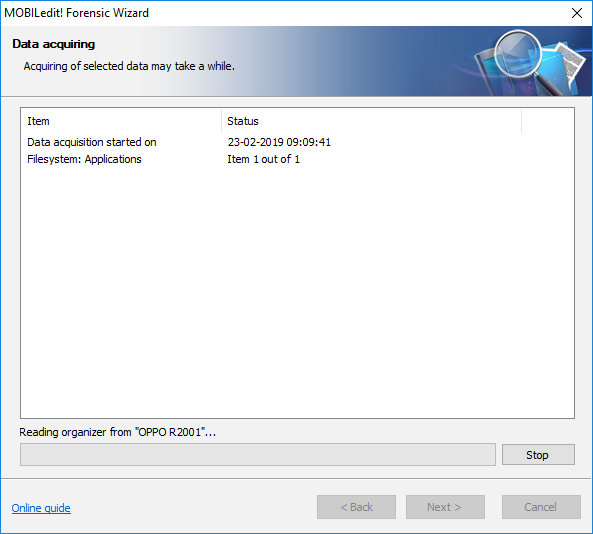 MOBILedit! Forensic Wizard
Data acquiring
Acquiring of selected data may take a while.
Item Status
Data acquisition started on 23-02-2019 09:09:41
Filesystem: Applications Item 1 out of 1
Reading organizer from "OPPO R2001"...
Stop
Online guide < Back Next > Cancel